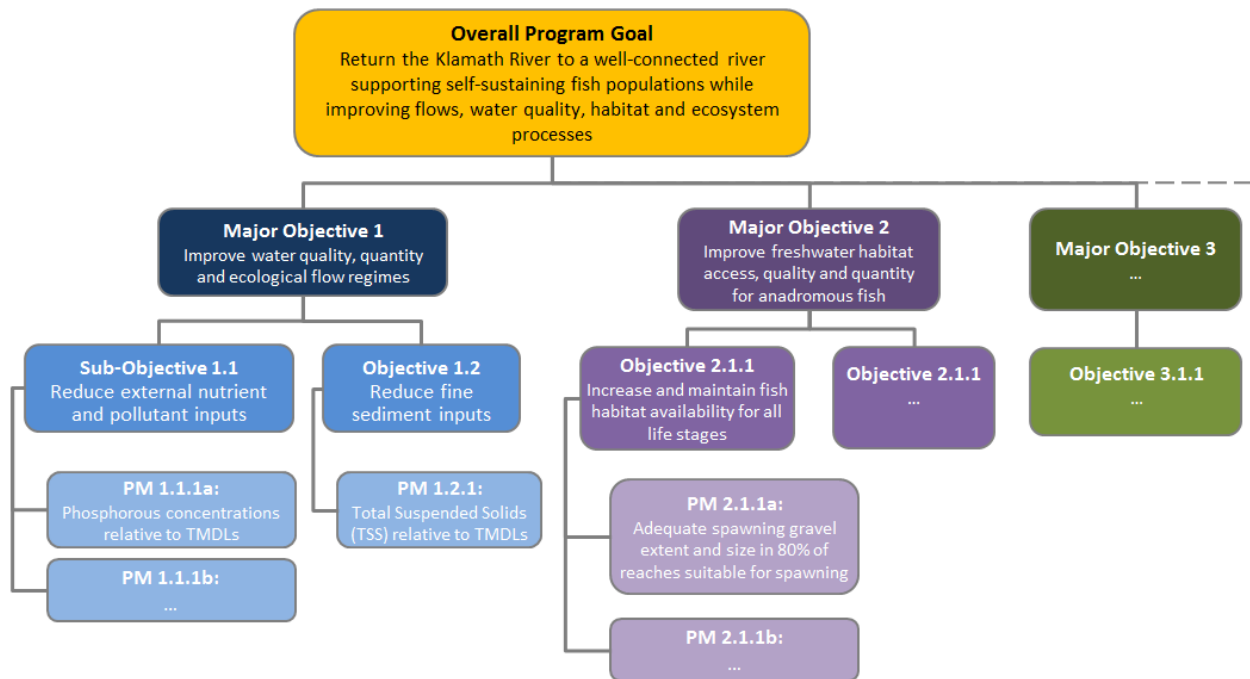 Overall Program Goal
Return the Klamath River to a well-connected river
supporting self-sustaining fish populations while
improving flows, water quality, habitat and ecosystem
processes
Major Objective 1
Improve water quality, quantity
and ecological flow regimes
Major Objective 2
Improve freshwater habitat
access, quality and quantity
for anadromous fish
Major Objective 3
...
Sub-Objective 1.1
Reduce external nutrient
and pollutant inputs
Objective 1.2
Reduce fine
sediment inputs
Objective 2.1.1
Increase and maintain fish
habitat availability for all
life stages
Objective 2.1.1
...
Objective 3.1.1
...
PM 1.1.1a:
Phosphorous concentrations
relative to TMDLs
PM 1.2.1:
Total Suspended Solids
(TSS) relative to TMDLs
PM 2.1.1a:
Adequate spawning gravel
extent and size in 80% of
reaches suitable for spawning
PM 1.1.1b:
...
PM 2.1.1b:
...